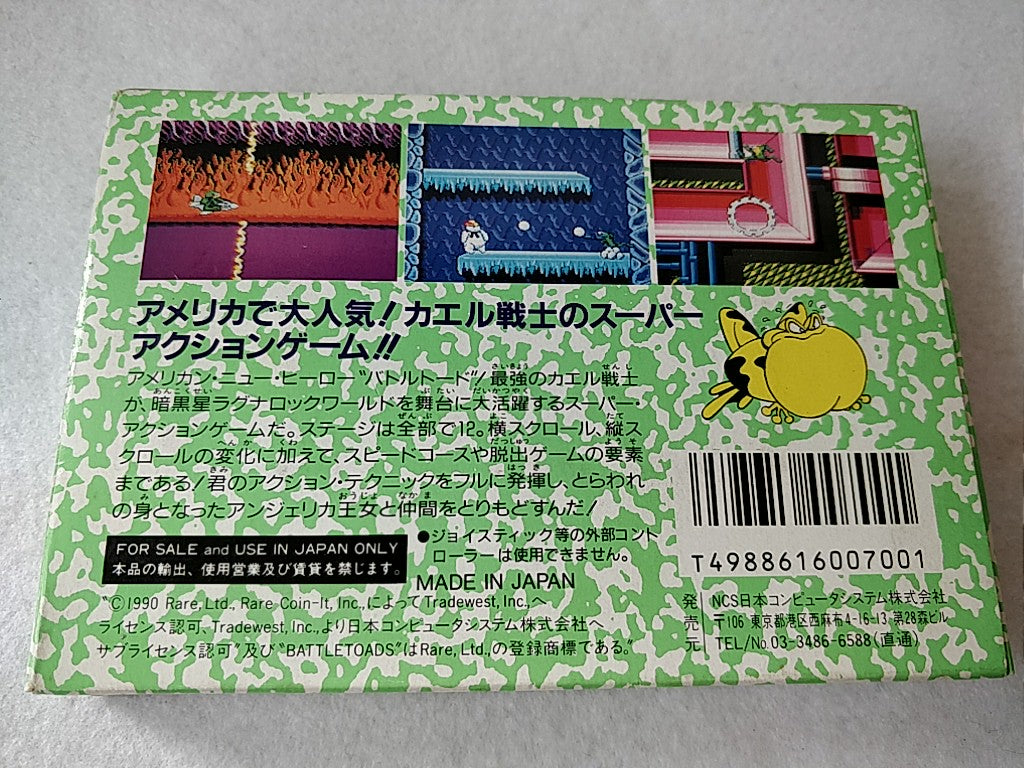 アメリカで大人気！カエル戦士のスーパー
アクションゲーム!!
アメリカン・ニュー・ヒーロー"バトルトード"！最強のカエル戦士
が、暗黒星ラグナロックワールドを舞台に大活躍するスーパー・
アクションゲームだ。ステージは全部で12。横スクロール、縦ス
クロールの変化に加えて、スピードコースや脱出ゲームの要素
まである！君のアクション・テクニックをフルに発揮し、とらわれ
の身となったアンジェリカ王女と仲間をとりもどすんだ！
●ジョイスティック等の外部コント
ローラーは使用できません。
FOR SALE and USE IN JAPAN ONLY
本品の輸出、使用営業及び賃貸を禁じます。
MADE IN JAPAN
"©1990 Rare, Ltd., Rare Coin-It, Inc.,によってTradewest, Inc.,へ
ライセンス認可、Tradewest, Inc.,より日本コンピュータシステム株式会社へ
サブライセンス認可"及び"BATTLETOADS"はRare, Ltd.,の登録商標である。"
T4988616007001
発売元
NCS日本コンピュータシステム株式会社
〒106 東京都港区西麻布4-16-13 第28森ビル
TEL/No.03-3486-6588(直通)